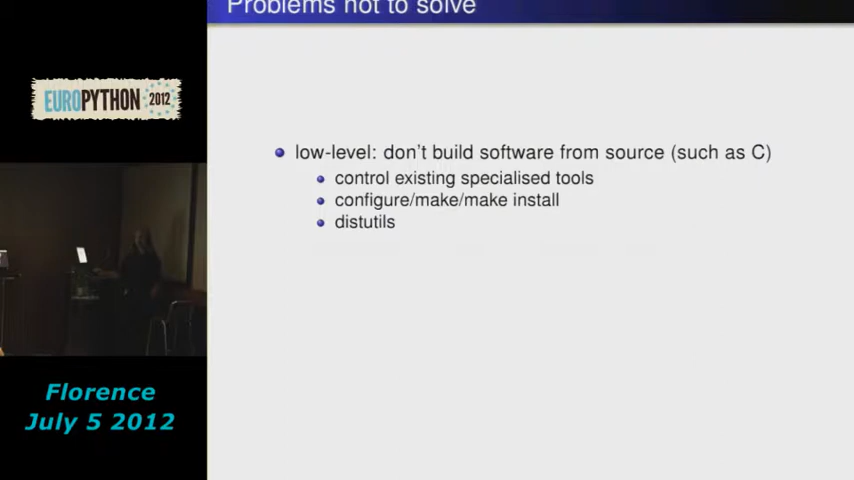 Problems not to solve
EUROPYTHON 2012
low-level: don't build software from source (such as C)
control existing specialised tools
configure/make/make install
distutils
Florence
July 5 2012